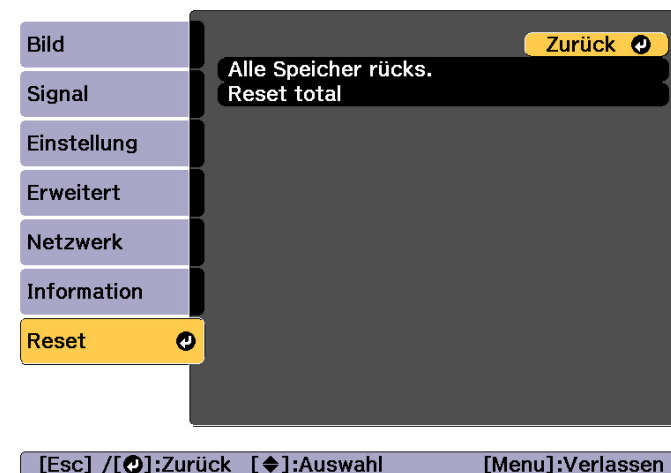 Bild
Signal
Einstellung
Erweitert
Netzwerk
Information
Reset
Zurück
Alle Speicher rücks.
Reset total
[Esc] /[⏎]:Zurück [◆]:Auswahl [Menu]:Verlassen